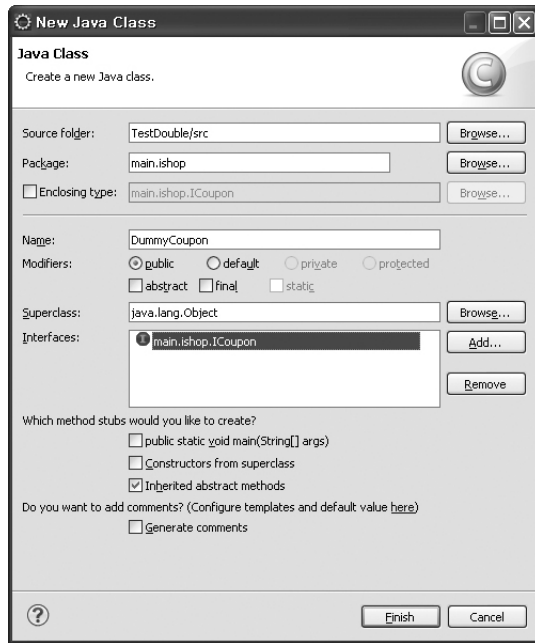 New Java Class
Java Class
Create a new Java class.
C
Source folder: TestDouble/src Browse...
Package: main.ishop Browse...
Enclosing type: main.ishop.ICoupon Browse...
Name: DummyCoupon
Modifiers: public default private protected
abstract final static
Superclass: java.lang.Object Browse...
Interfaces: I main.ishop.ICoupon Add...
Remove
Which method stubs would you like to create?
public static void main(String[] args)
Constructors from superclass
Inherited abstract methods
Do you want to add comments? (Configure templates and default value here)
Generate comments
? Finish Cancel